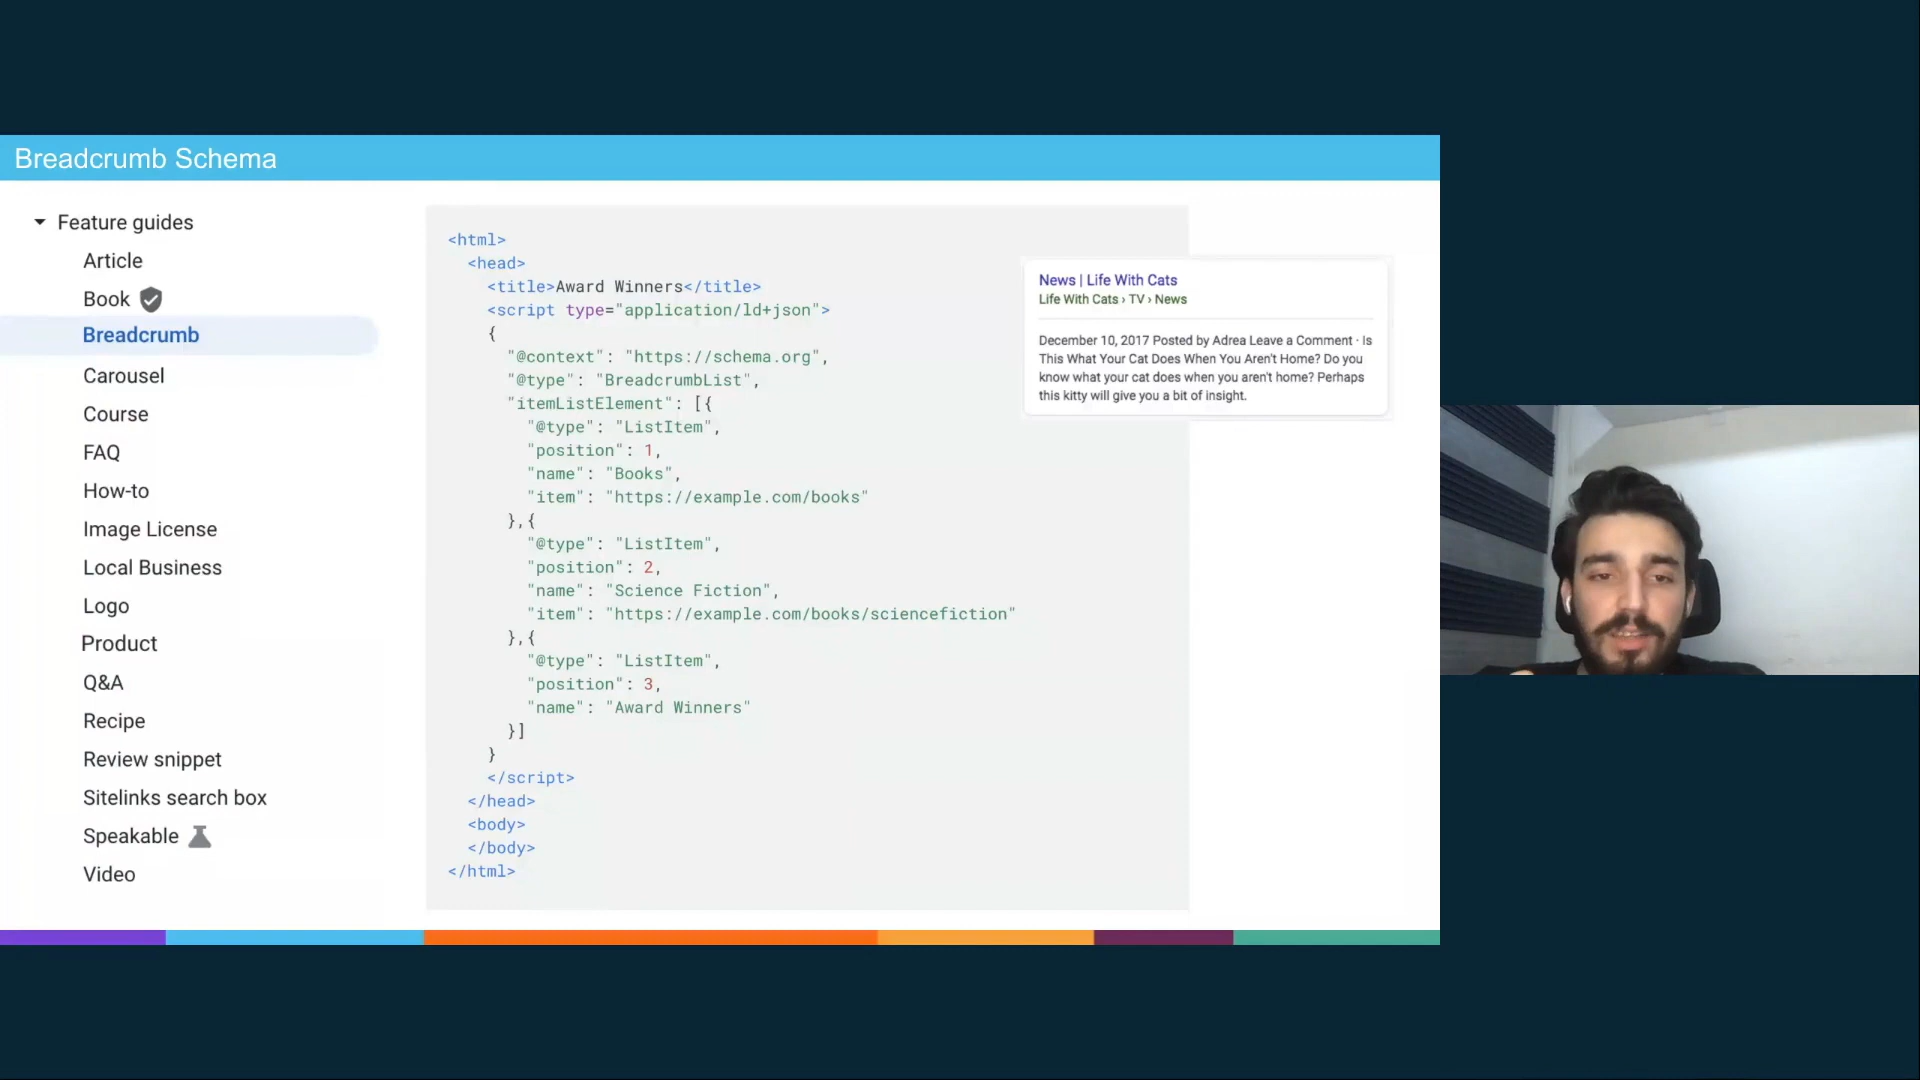 Breadcrumb Schema
Feature guides
Article
Book
Breadcrumb
Carousel
Course
FAQ
How-to
Image License
Local Business
Logo
Product
Q&A
Recipe
Review snippet
Sitelinks search box
Speakable
Video
<html>
<head>
<title>Award Winners</title>
<script type="application/ld+json">
{
"@context": "https://schema.org",
"@type": "BreadcrumbList",
"itemListElement": [{
"@type": "ListItem",
"position": 1,
"name": "Books",
"item": "https://example.com/books"
},{
"@type": "ListItem",
"position": 2,
"name": "Science Fiction",
"item": "https://example.com/books/sciencefiction"
},{
"@type": "ListItem",
"position": 3,
"name": "Award Winners"
}]
}
</script>
</head>
<body>
</body>
</html>
News | Life With Cats
Life With Cats › TV › News
December 10, 2017 Posted by Adrea Leave a Comment · Is
This What Your Cat Does When You Aren't Home? Do you
know what your cat does when you aren't home? Perhaps
this kitty will give you a bit of insight.